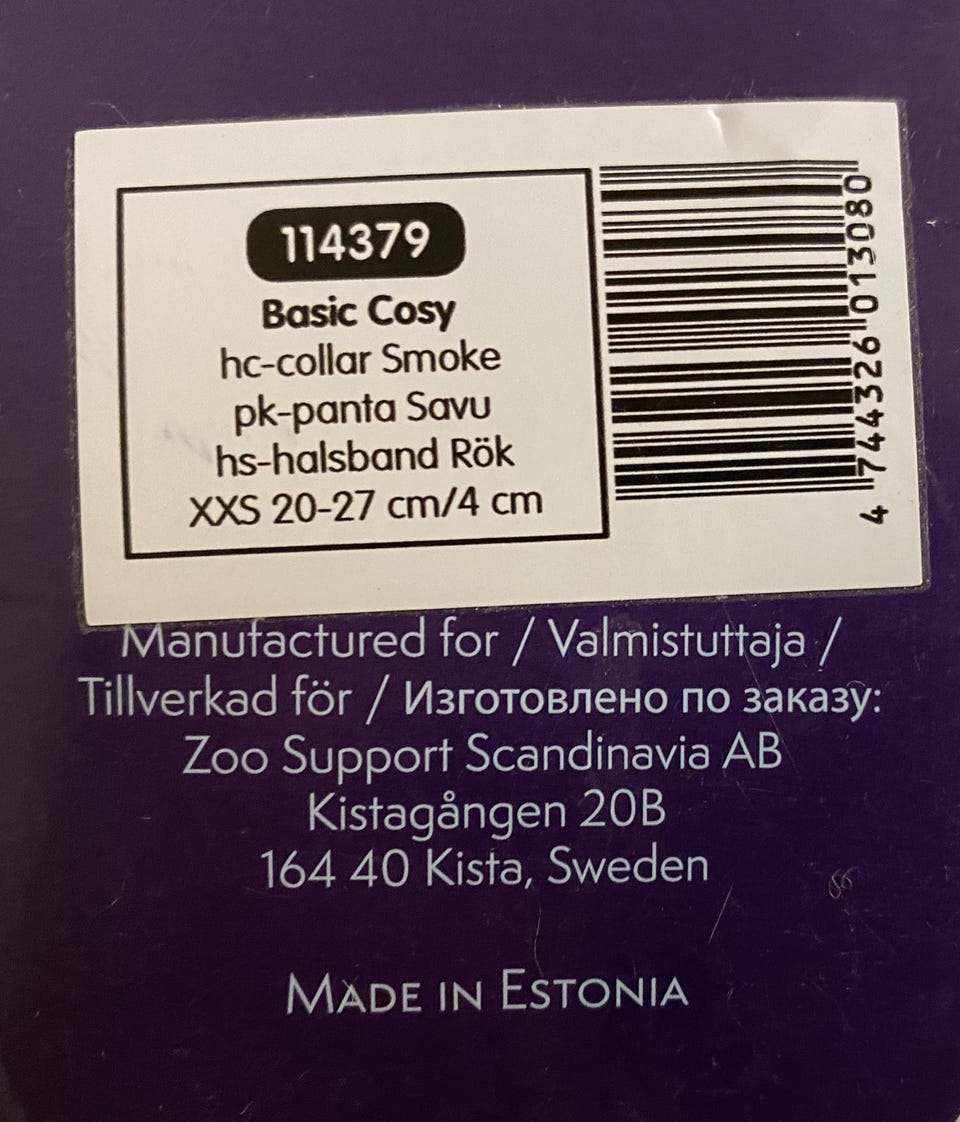 114379
Basic Cosy
hc-collar Smoke
pk-panta Savu
hs-halsband Rök
XXS 20-27 cm/4 cm
4 744326 013080
Manufactured for / Valmistuttaja /
Tillverkad för / Изготовлено по заказу:
Zoo Support Scandinavia AB
Kistagången 20B
164 40 Kista, Sweden
MADE IN ESTONIA